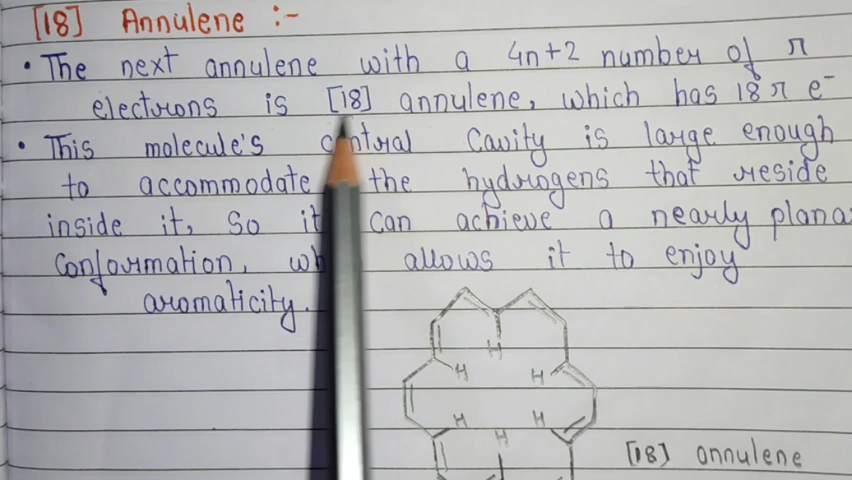 [18] Annulene :-
• The next annulene with a 4n+2 number of π
electrons is [18] annulene, which has 18 π e⁻
• This molecule's central Cavity is large enough
to accommodate the hydrogens that reside
inside it, So it can achieve a nearly plana
Conformation, wh allows it to enjoy
aromaticity.
H
H H
H H
H
[18] annulene